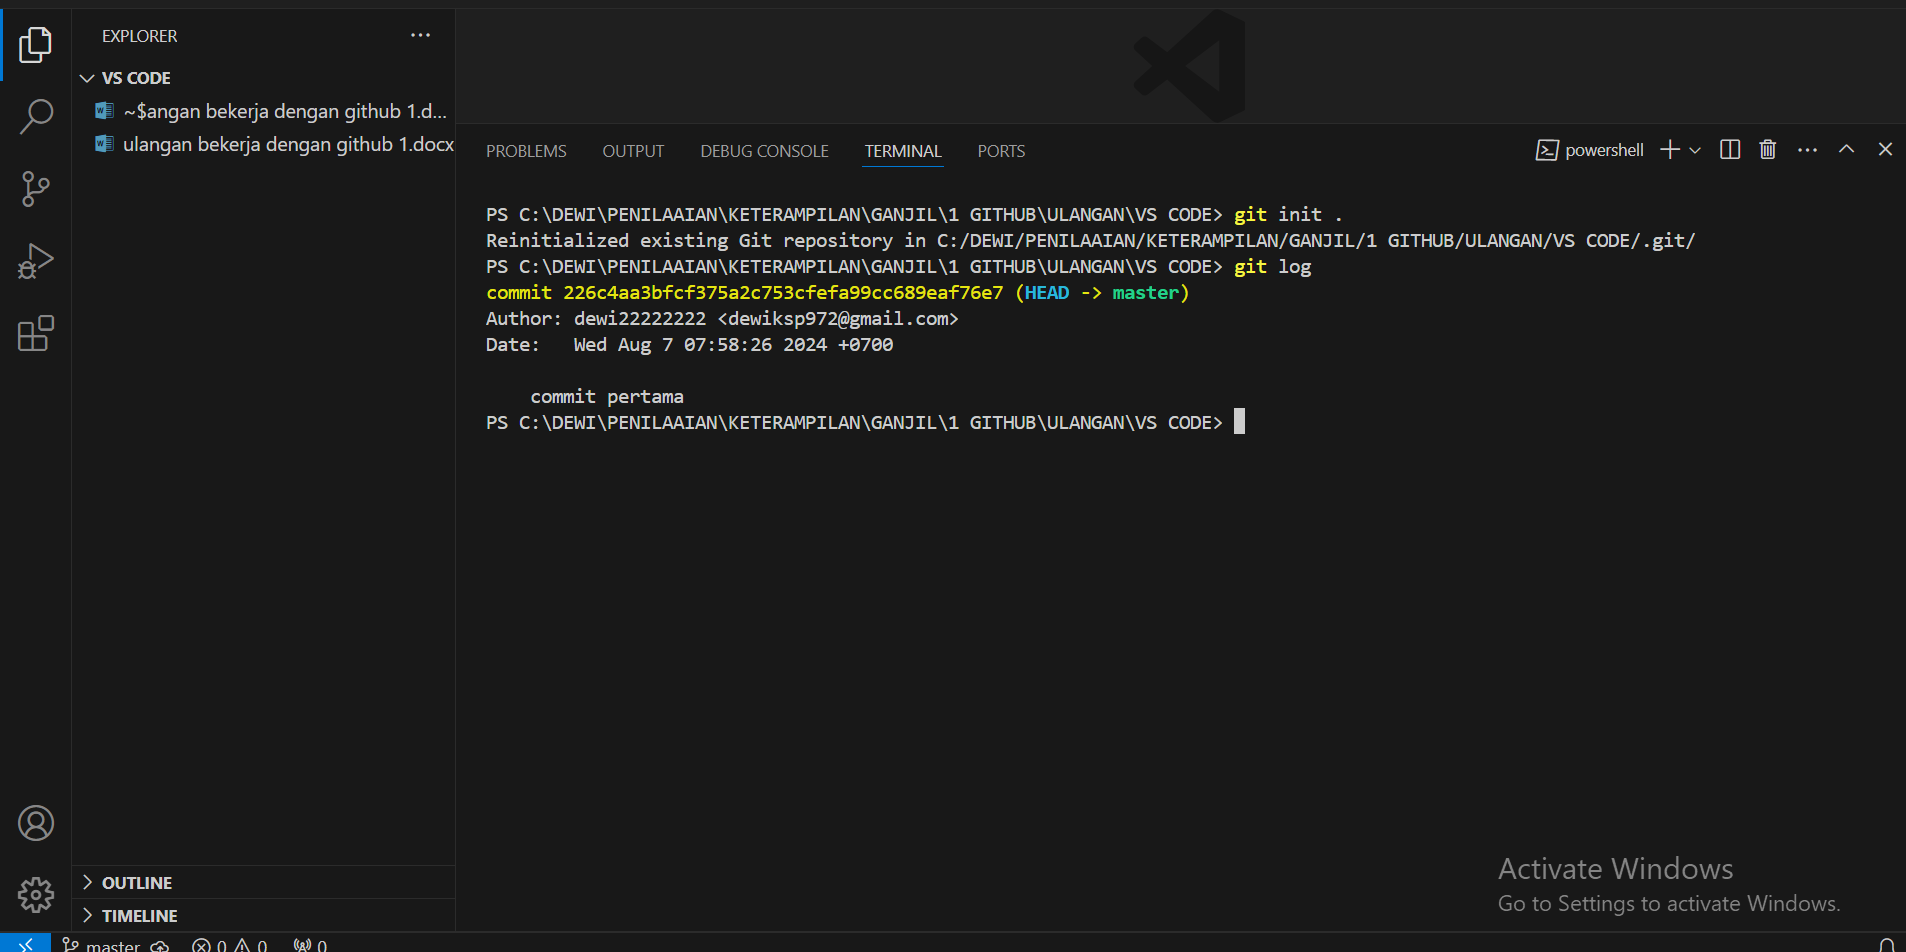 EXPLORER
VS CODE
~$angan bekerja dengan github 1.d...
ulangan bekerja dengan github 1.docx
PROBLEMS OUTPUT DEBUG CONSOLE TERMINAL PORTS
powershell
PS C:\DEWI\PENILAAIAN\KETERAMPILAN\GANJIL\1 GITHUB\ULANGAN\VS CODE> git init .
Reinitialized existing Git repository in C:/DEWI/PENILAAIAN/KETERAMPILAN/GANJIL/1 GITHUB/ULANGAN/VS CODE/.git/
PS C:\DEWI\PENILAAIAN\KETERAMPILAN\GANJIL\1 GITHUB\ULANGAN\VS CODE> git log
commit 226c4aa3bfcf375a2c753cfefa99cc689eaf76e7 (HEAD -> master)
Author: dewi22222222 <dewiksp972@gmail.com>
Date:   Wed Aug 7 07:58:26 2024 +0700
commit pertama
PS C:\DEWI\PENILAAIAN\KETERAMPILAN\GANJIL\1 GITHUB\ULANGAN\VS CODE>
OUTLINE
TIMELINE
Activate Windows
Go to Settings to activate Windows.
master 0 0 0